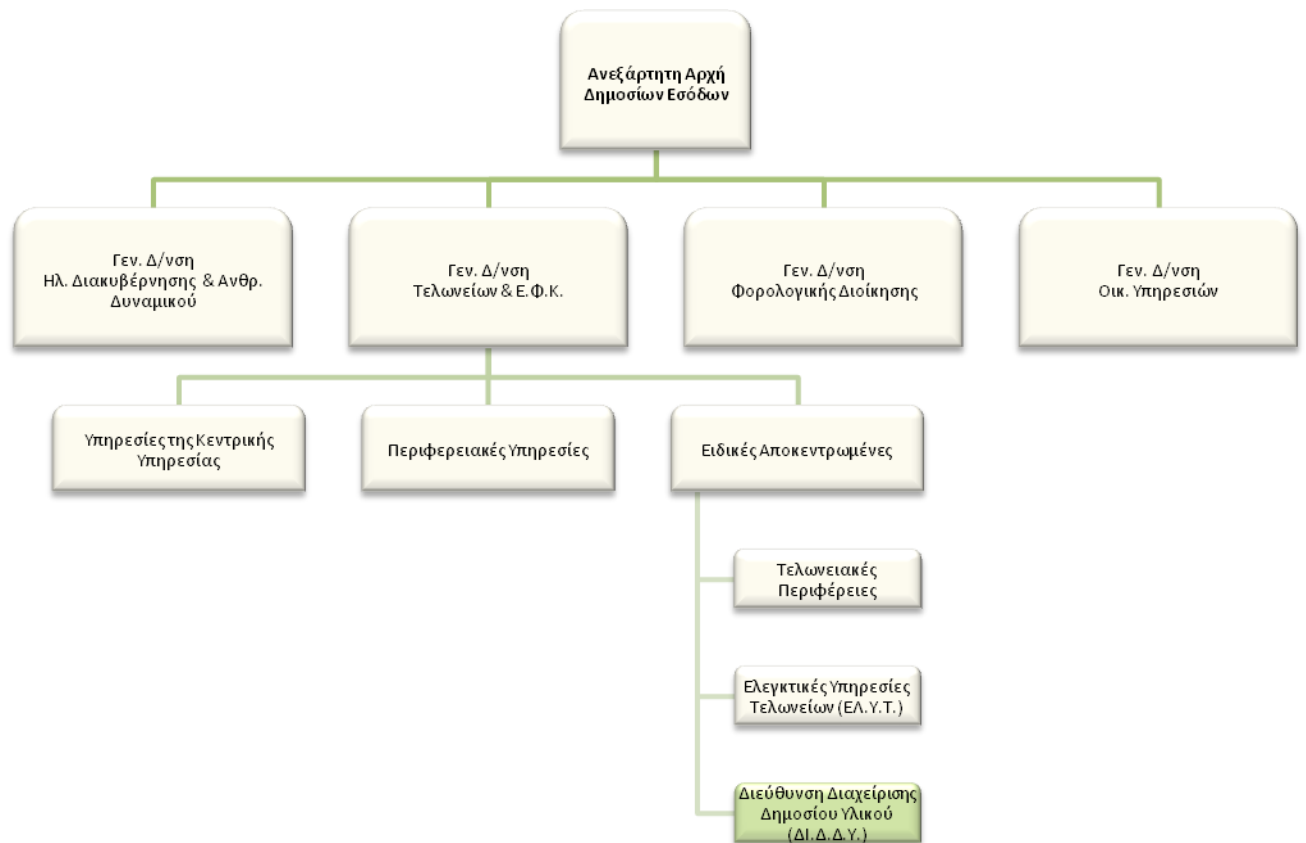 Ανεξάρτητη Αρχή
Δημοσίων Εσόδων
Γεν. Δ/νση
Ηλ. Διακυβέρνησης & Ανθρ.
Δυναμικού
Γεν. Δ/νση
Τελωνείων & Ε.Φ.Κ.
Γεν. Δ/νση
Φορολογικής Διοίκησης
Γεν. Δ/νση
Οικ. Υπηρεσιών
Υπηρεσίες της Κεντρικής
Υπηρεσίας
Περιφερειακές Υπηρεσίες
Ειδικές Αποκεντρωμένες
Τελωνειακές
Περιφέρειες
Ελεγκτικές Υπηρεσίες
Τελωνείων (ΕΛ.Υ.Τ.)
Διεύθυνση Διαχείρισης
Δημοσίου Υλικού
(ΔΙ.Δ.Δ.Υ.)